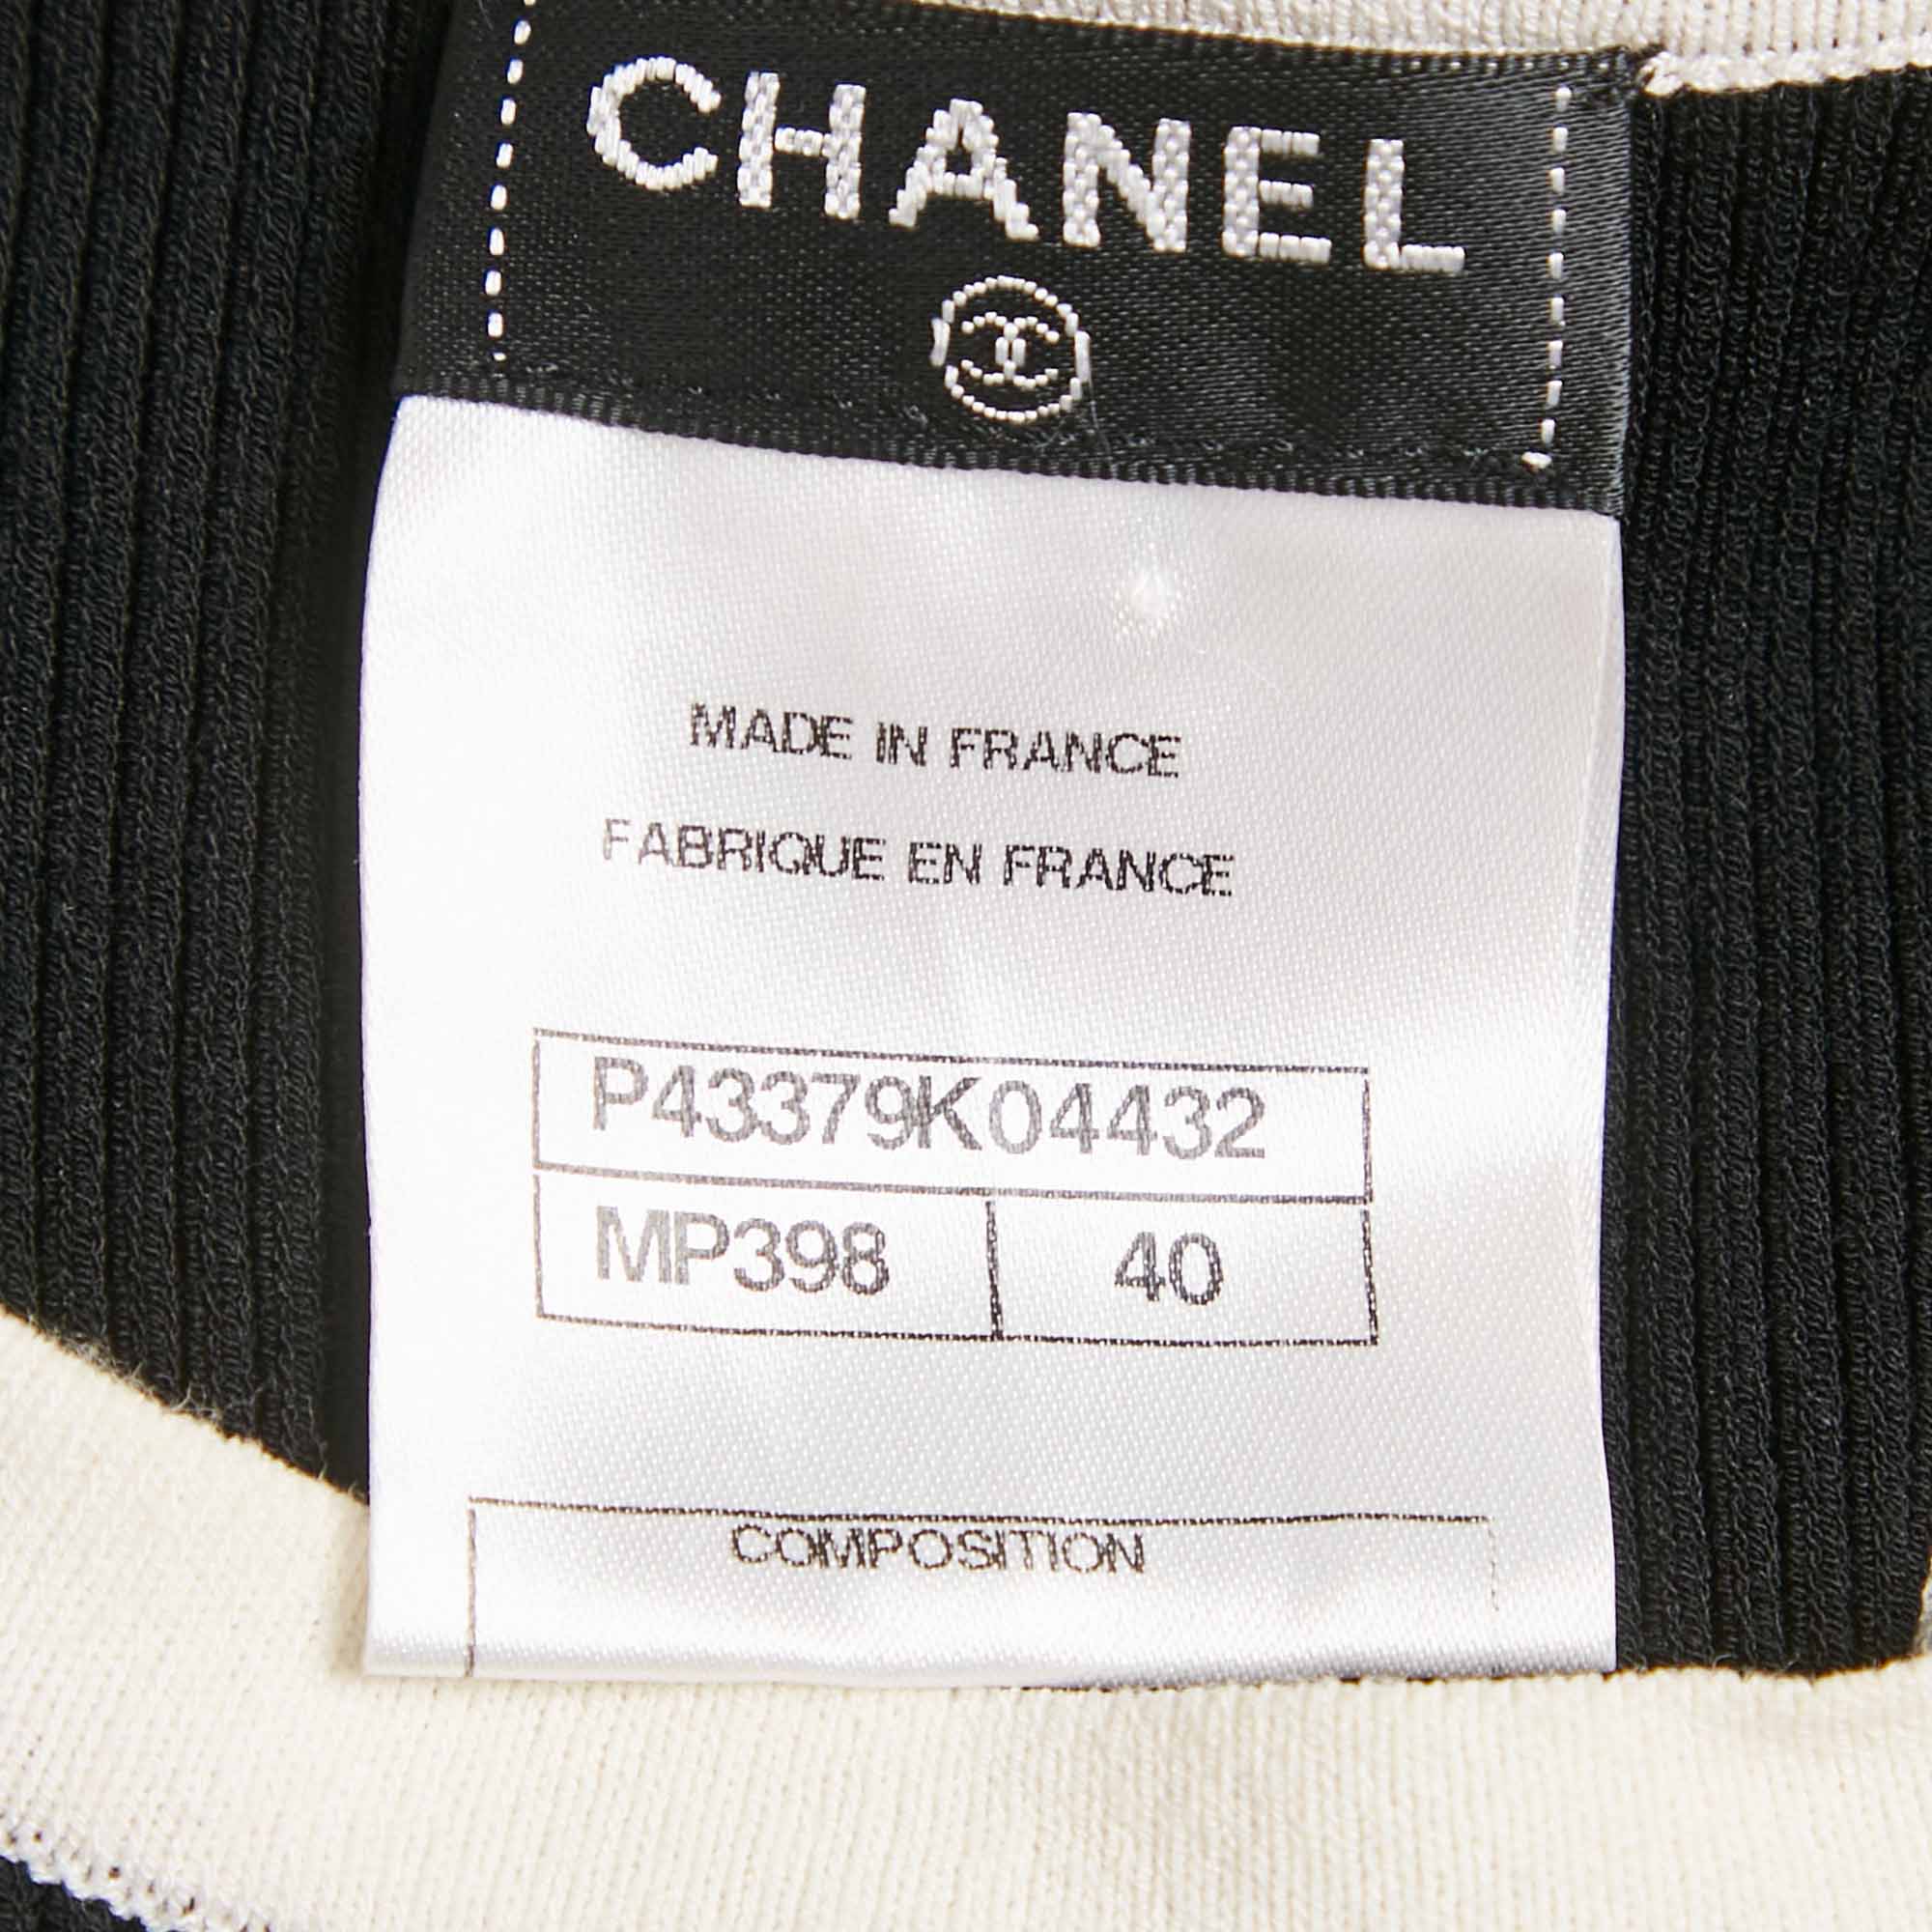 CHANEL
MADE IN FRANCE
FABRIQUE EN FRANCE
P43379K04432
MP398 40
COMPOSITION